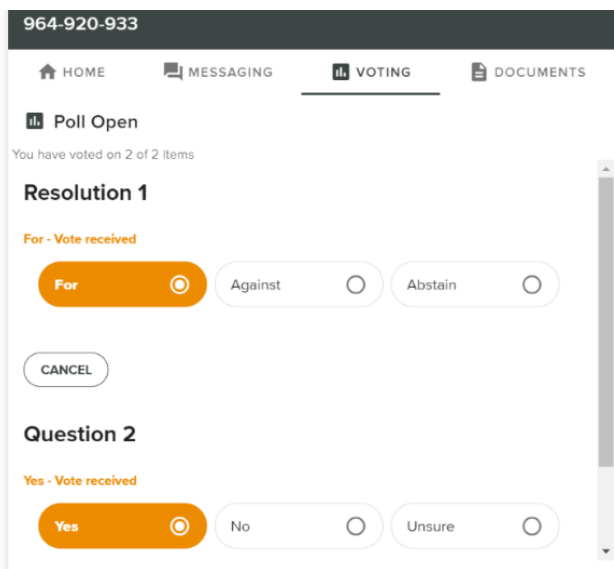 964-920-933
HOME MESSAGING VOTING DOCUMENTS
Poll Open
You have voted on 2 of 2 items
Resolution 1
For - Vote received
For Against Abstain
CANCEL
Question 2
Yes - Vote received
Yes No Unsure